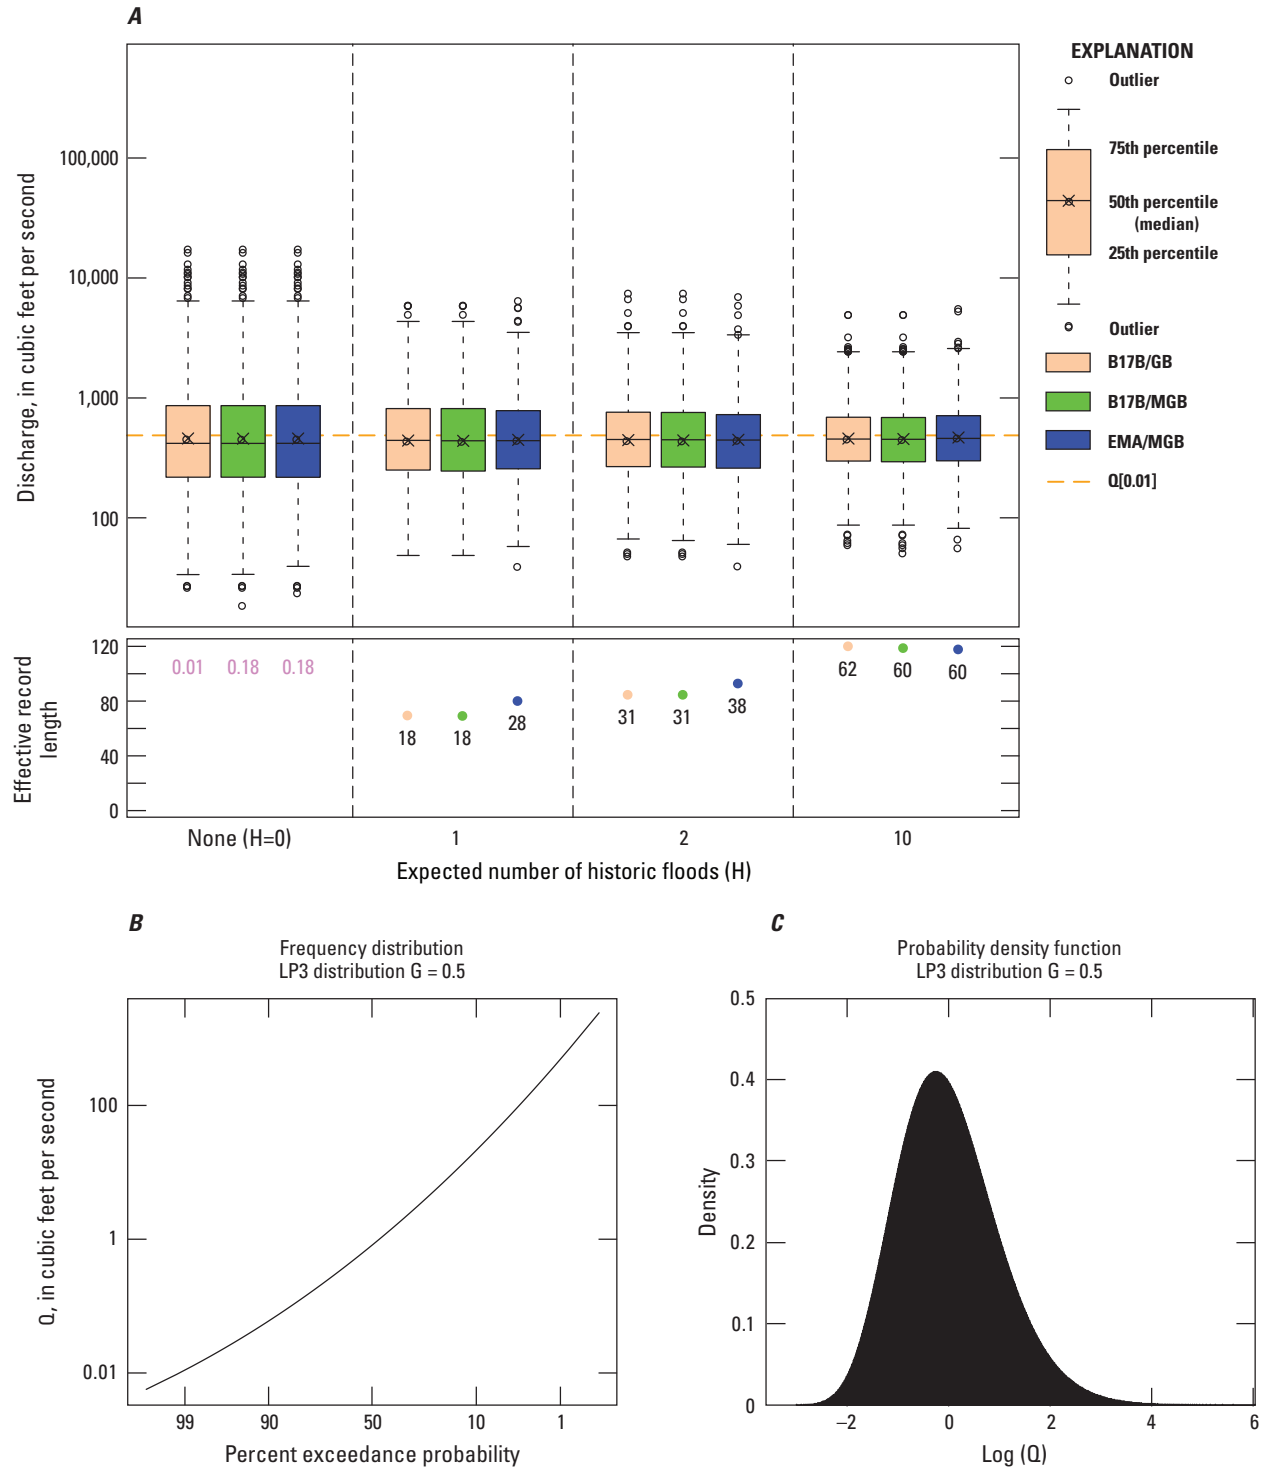 A
EXPLANATION
Outlier
75th percentile
50th percentile
(median)
25th percentile
Outlier
B17B/GB
B17B/MGB
EMA/MGB
Q[0.01]
Discharge, in cubic feet per second
100,000
10,000
1,000
100
Effective record
length
120
80
40
0
0.01 0.18 0.18
18 18 28
31 31 38
62 60 60
None (H=0) 1 2 10
Expected number of historic floods (H)
B
Frequency distribution
LP3 distribution G = 0.5
Q, in cubic feet per second
100
1
0.01
99 90 50 10 1
Percent exceedance probability
C
Probability density function
LP3 distribution G = 0.5
Density
0.5
0.4
0.3
0.2
0.1
0
–2 0 2 4 6
Log (Q)